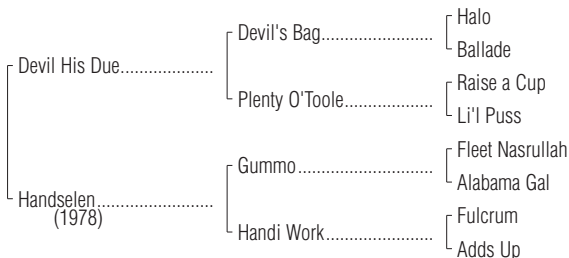 Halo
Devil's Bag
Ballade
Devil His Due
Raise a Cup
Plenty O'Toole
Li'l Puss
Fleet Nasrullah
Gummo
Alabama Gal
Handselen
(1978)
Fulcrum
Handi Work
Adds Up